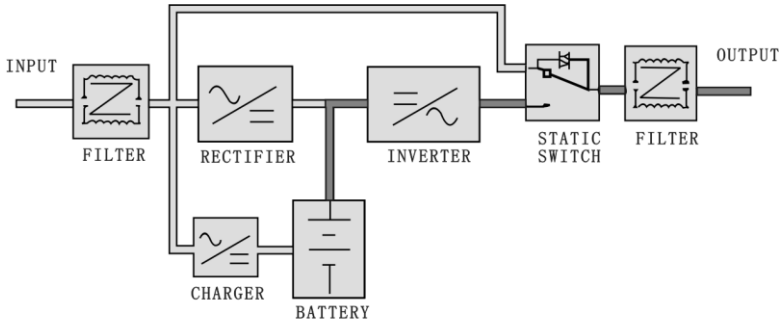 INPUT
OUTPUT
FILTER
RECTIFIER
INVERTER
STATIC
SWITCH
FILTER
CHARGER
BATTERY